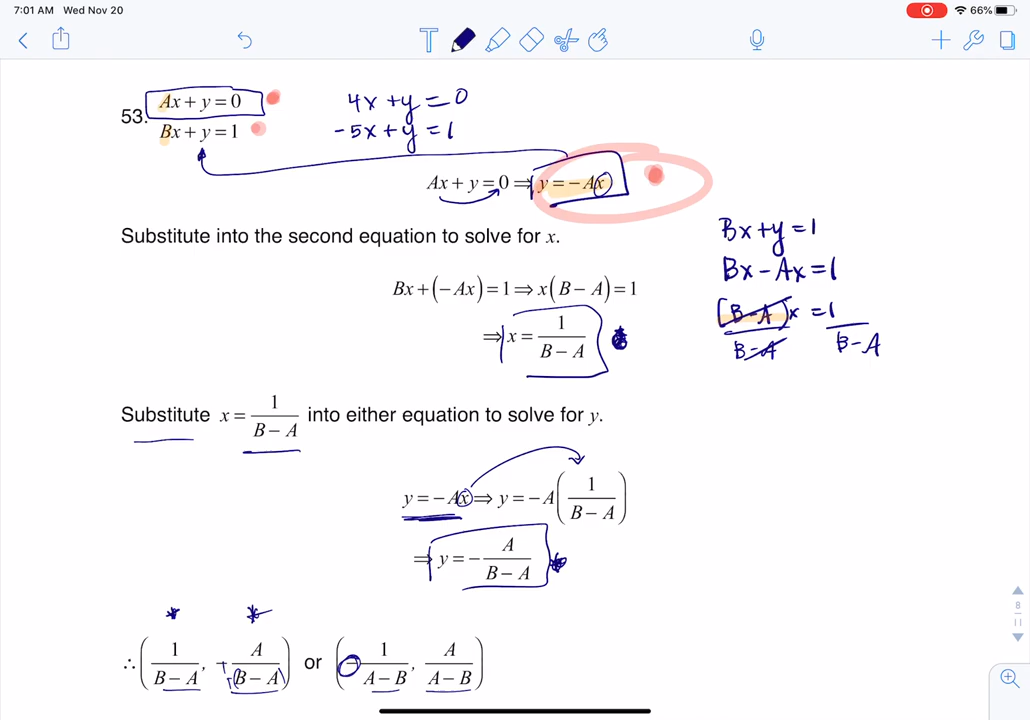 7:01 AM Wed Nov 20 66%
T
53. Ax + y = 0
Bx + y = 1
4x + y = 0
-5x + y = 1
Ax + y = 0 ⇒ y = −Ax
Substitute into the second equation to solve for x.
Bx + y = 1
Bx − Ax = 1
(B−A)x = 1
B−A B−A
Bx + (−Ax) = 1 ⇒ x(B − A) = 1
⇒ x = 1/(B − A)
Substitute x = 1/(B − A) into either equation to solve for y.
y = −Ax ⇒ y = −A(1/(B − A))
⇒ y = − A/(B − A)
* *
∴ (1/(B − A), − A/(B − A)) or (− 1/(A − B), A/(A − B))
8
11